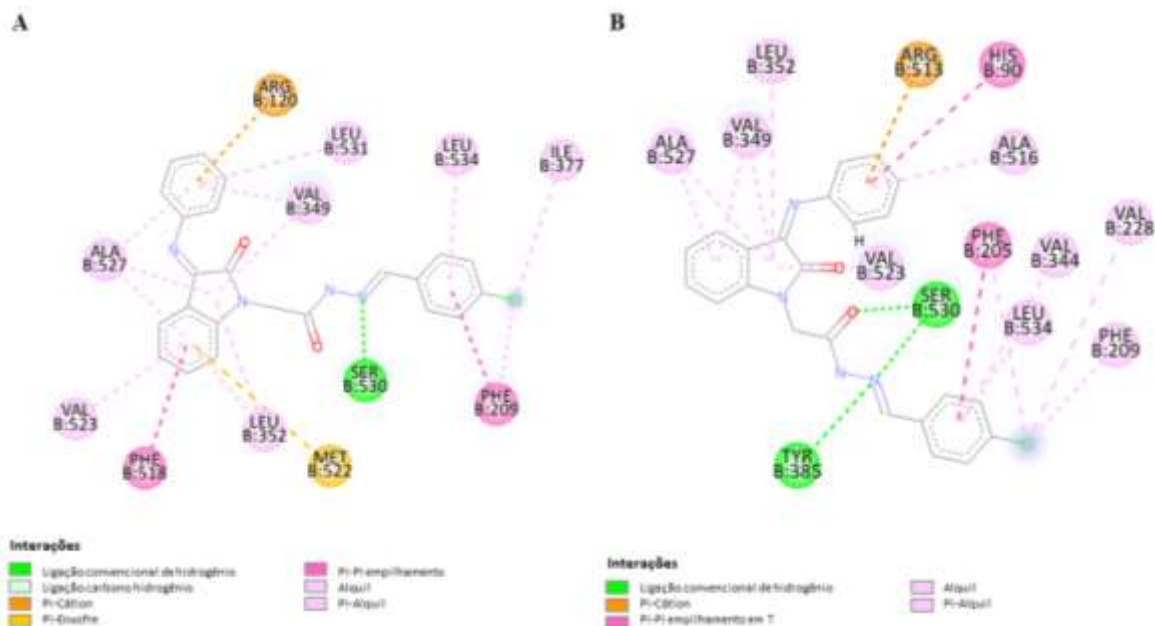 A
ARG
B:120
LEU
B:531
LEU
B:534
ILE
B:377
VAL
B:349
ALA
B:527
N
O
N
N
N
O
SER
B:530
PHE
B:209
VAL
B:523
LEU
B:352
PHE
B:518
MET
B:522
Interações
Ligação convencional de hidrogênio
Ligação carbono hidrogênio
Pi-Cátion
Pi-Enxofre
Pi-Pi empilhamento
Alquil
Pi-Alquil
B
LEU
B:352
ARG
B:513
HIS
B:90
ALA
B:527
VAL
B:349
ALA
B:516
N
H
O
N
VAL
B:523
PHE
B:205
VAL
B:344
VAL
B:228
SER
B:530
LEU
B:534
PHE
B:209
O
N
N
TYR
B:385
Interações
Ligação convencional de hidrogênio
Pi-Cátion
Pi-Pi empilhamento em T
Alquil
Pi-Alquil